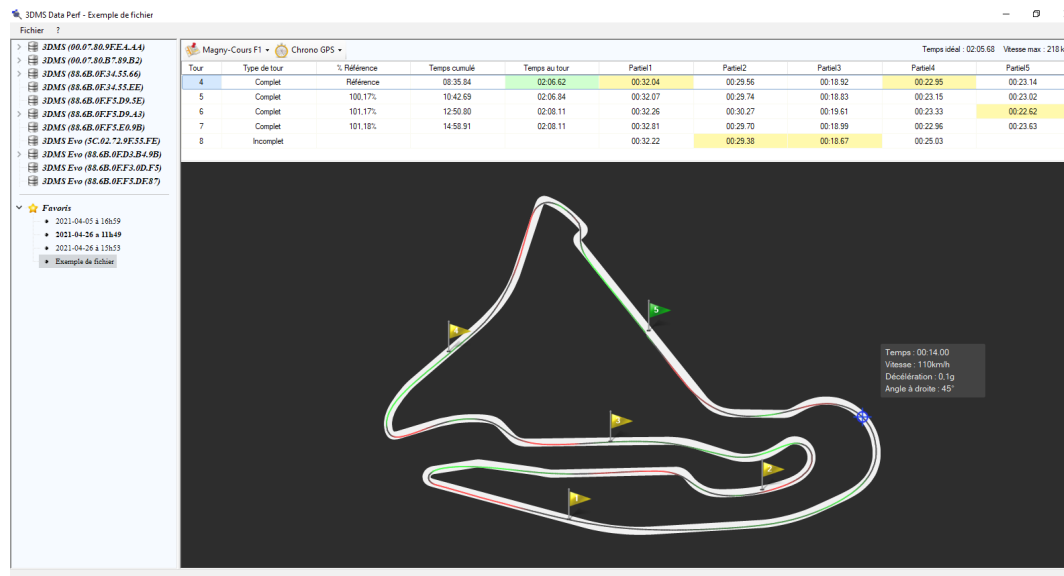 3DMS Data Perf - Exemple de fichier
Fichier ?
3DMS (00.07.80.9F.EA.AA)
3DMS (00.07.80.B7.89.B2)
3DMS (88.6B.0F.34.55.66)
3DMS (88.6B.0F.34.55.EE)
3DMS (88.6B.0F.F5.D9.5E)
3DMS (88.6B.0F.F5.D9.A3)
3DMS (88.6B.0F.F5.E0.9B)
3DMS Evo (5C.02.72.9F.55.FE)
3DMS Evo (88.6B.0F.D3.B4.9B)
3DMS Evo (88.6B.0F.F3.0D.F5)
3DMS Evo (88.6B.0F.F5.DF.87)
Favoris
2021-04-05 à 16h59
2021-04-26 à 11h49
2021-04-26 à 15h53
Exemple de fichier
Magny-Cours F1 Chrono GPS Temps idéal : 02:05.68 Vitesse max : 218 k
Tour Type de tour % Référence Temps cumulé Temps au tour Partiel1 Partiel2 Partiel3 Partiel4 Partiel5
4 Complet Référence 08:35.84 02:06.62 00:32.04 00:29.56 00:18.92 00:22.95 00:23.14
5 Complet 100,17% 10:42.69 02:06.84 00:32.07 00:29.74 00:18.83 00:23.15 00:23.02
6 Complet 101,17% 12:50.80 02:08.11 00:32.26 00:30.27 00:19.61 00:23.33 00:22.62
7 Complet 101,18% 14:58.91 02:08.11 00:32.81 00:29.70 00:18.99 00:22.96 00:23.63
8 Incomplet 00:32.22 00:29.38 00:18.67 00:25.03
5
4
Temps : 00:14.00
Vitesse : 110km/h
Décélération : 0,1g
Angle à droite : 45°
3
2
1